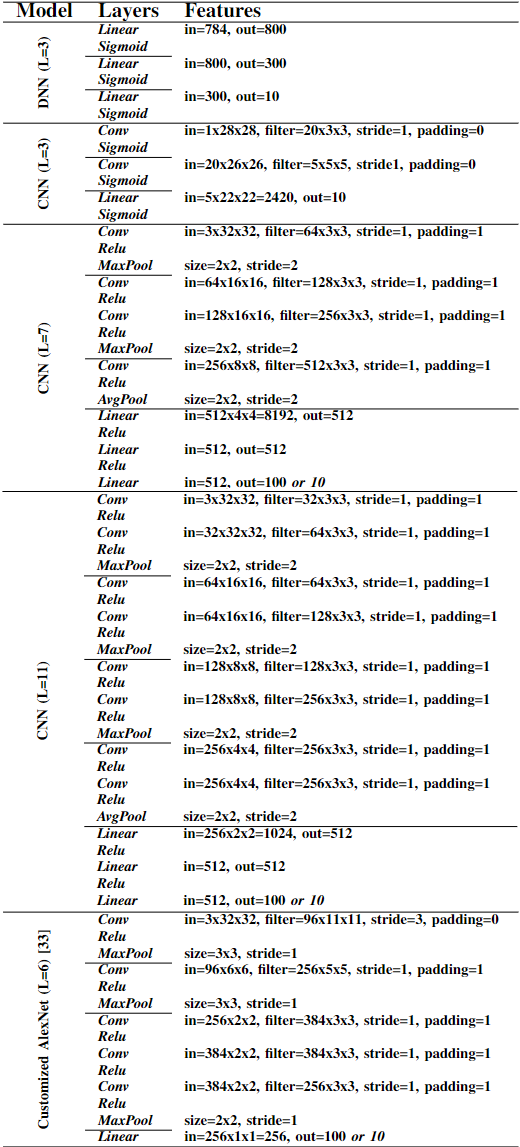 Model Layers Features
DNN (L=3)
Linear in=784, out=800
Sigmoid
Linear in=800, out=300
Sigmoid
Linear in=300, out=10
Sigmoid
CNN (L=3)
Conv in=1x28x28, filter=20x3x3, stride=1, padding=0
Sigmoid
Conv in=20x26x26, filter=5x5x5, stride1, padding=0
Sigmoid
Linear in=5x22x22=2420, out=10
Sigmoid
CNN (L=7)
Conv in=3x32x32, filter=64x3x3, stride=1, padding=1
Relu
MaxPool size=2x2, stride=2
Conv in=64x16x16, filter=128x3x3, stride=1, padding=1
Relu
Conv in=128x16x16, filter=256x3x3, stride=1, padding=1
Relu
MaxPool size=2x2, stride=2
Conv in=256x8x8, filter=512x3x3, stride=1, padding=1
Relu
AvgPool size=2x2, stride=2
Linear in=512x4x4=8192, out=512
Relu
Linear in=512, out=512
Relu
Linear in=512, out=100 or 10
CNN (L=11)
Conv in=3x32x32, filter=32x3x3, stride=1, padding=1
Relu
Conv in=32x32x32, filter=64x3x3, stride=1, padding=1
Relu
MaxPool size=2x2, stride=2
Conv in=64x16x16, filter=64x3x3, stride=1, padding=1
Relu
Conv in=64x16x16, filter=128x3x3, stride=1, padding=1
Relu
MaxPool size=2x2, stride=2
Conv in=128x8x8, filter=128x3x3, stride=1, padding=1
Relu
Conv in=128x8x8, filter=256x3x3, stride=1, padding=1
Relu
MaxPool size=2x2, stride=2
Conv in=256x4x4, filter=256x3x3, stride=1, padding=1
Relu
Conv in=256x4x4, filter=256x3x3, stride=1, padding=1
Relu
AvgPool size=2x2, stride=2
Linear in=256x2x2=1024, out=512
Relu
Linear in=512, out=512
Relu
Linear in=512, out=100 or 10
Customized AlexNet (L=6) [33]
Conv in=3x32x32, filter=96x11x11, stride=3, padding=0
Relu
MaxPool size=3x3, stride=1
Conv in=96x6x6, filter=256x5x5, stride=1, padding=1
Relu
MaxPool size=3x3, stride=1
Conv in=256x2x2, filter=384x3x3, stride=1, padding=1
Relu
Conv in=384x2x2, filter=384x3x3, stride=1, padding=1
Relu
Conv in=384x2x2, filter=256x3x3, stride=1, padding=1
Relu
MaxPool size=2x2, stride=1
Linear in=256x1x1=256, out=100 or 10